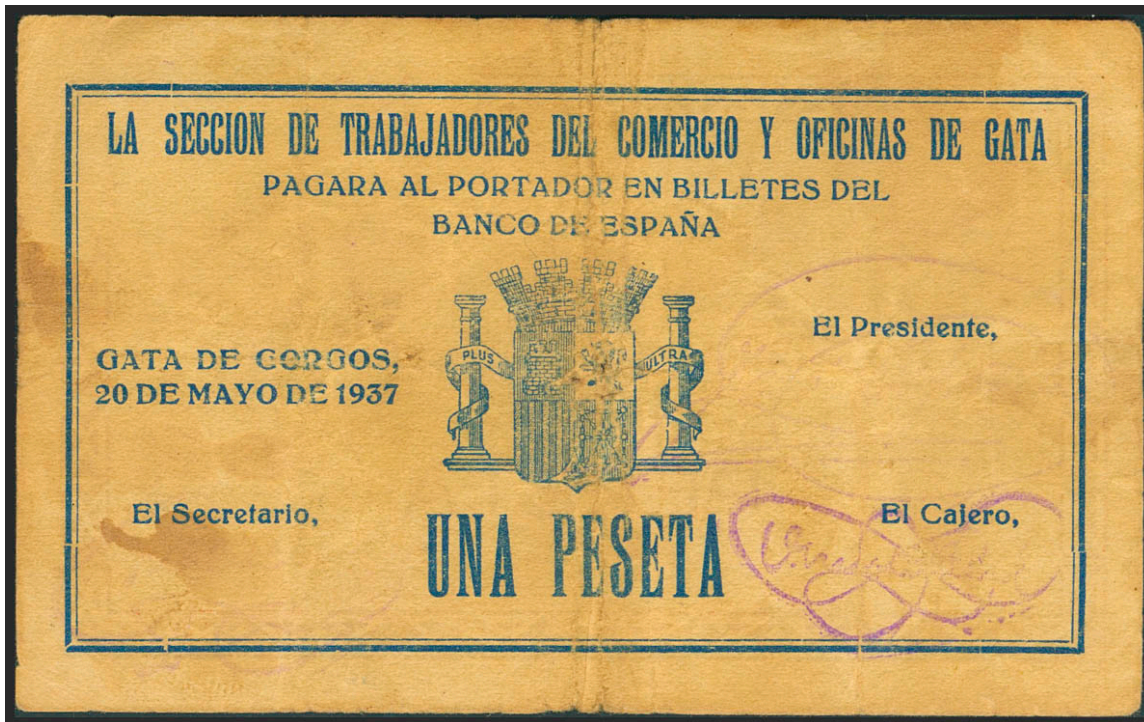 LA SECCION DE TRABAJADORES DEL COMERCIO Y OFICINAS DE GATA
PAGARA AL PORTADOR EN BILLETES DEL
BANCO DE ESPAÑA
PLUS ULTRA
El Presidente,
GATA DE GORGOS,
20 DE MAYO DE 1937
El Secretario,
El Cajero,
UNA PESETA